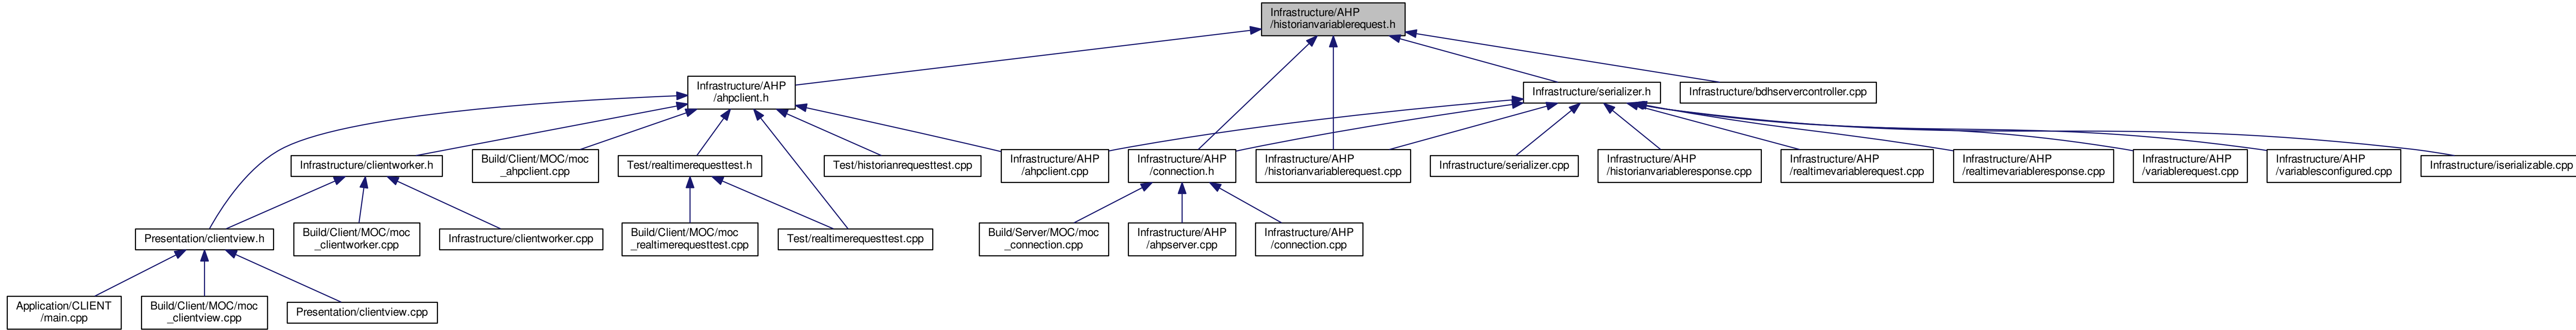 Infrastructure/AHP
/historianvariablerequest.h
Infrastructure/AHP
/ahpclient.h
Infrastructure/serializer.h
Infrastructure/bdhservercontroller.cpp
Infrastructure/clientworker.h
Build/Client/MOC/moc
_ahpclient.cpp
Test/realtimerequesttest.h
Test/historianrequesttest.cpp
Infrastructure/AHP
/ahpclient.cpp
Infrastructure/AHP
/connection.h
Infrastructure/AHP
/historianvariablerequest.cpp
Infrastructure/serializer.cpp
Infrastructure/AHP
/historianvariableresponse.cpp
Infrastructure/AHP
/realtimevariablerequest.cpp
Infrastructure/AHP
/realtimevariableresponse.cpp
Infrastructure/AHP
/variablerequest.cpp
Infrastructure/AHP
/variablesconfigured.cpp
Infrastructure/iserializable.cpp
Presentation/clientview.h
Build/Client/MOC/moc
_clientworker.cpp
Infrastructure/clientworker.cpp
Build/Client/MOC/moc
_realtimerequesttest.cpp
Test/realtimerequesttest.cpp
Build/Server/MOC/moc
_connection.cpp
Infrastructure/AHP
/ahpserver.cpp
Infrastructure/AHP
/connection.cpp
Application/CLIENT
/main.cpp
Build/Client/MOC/moc
_clientview.cpp
Presentation/clientview.cpp